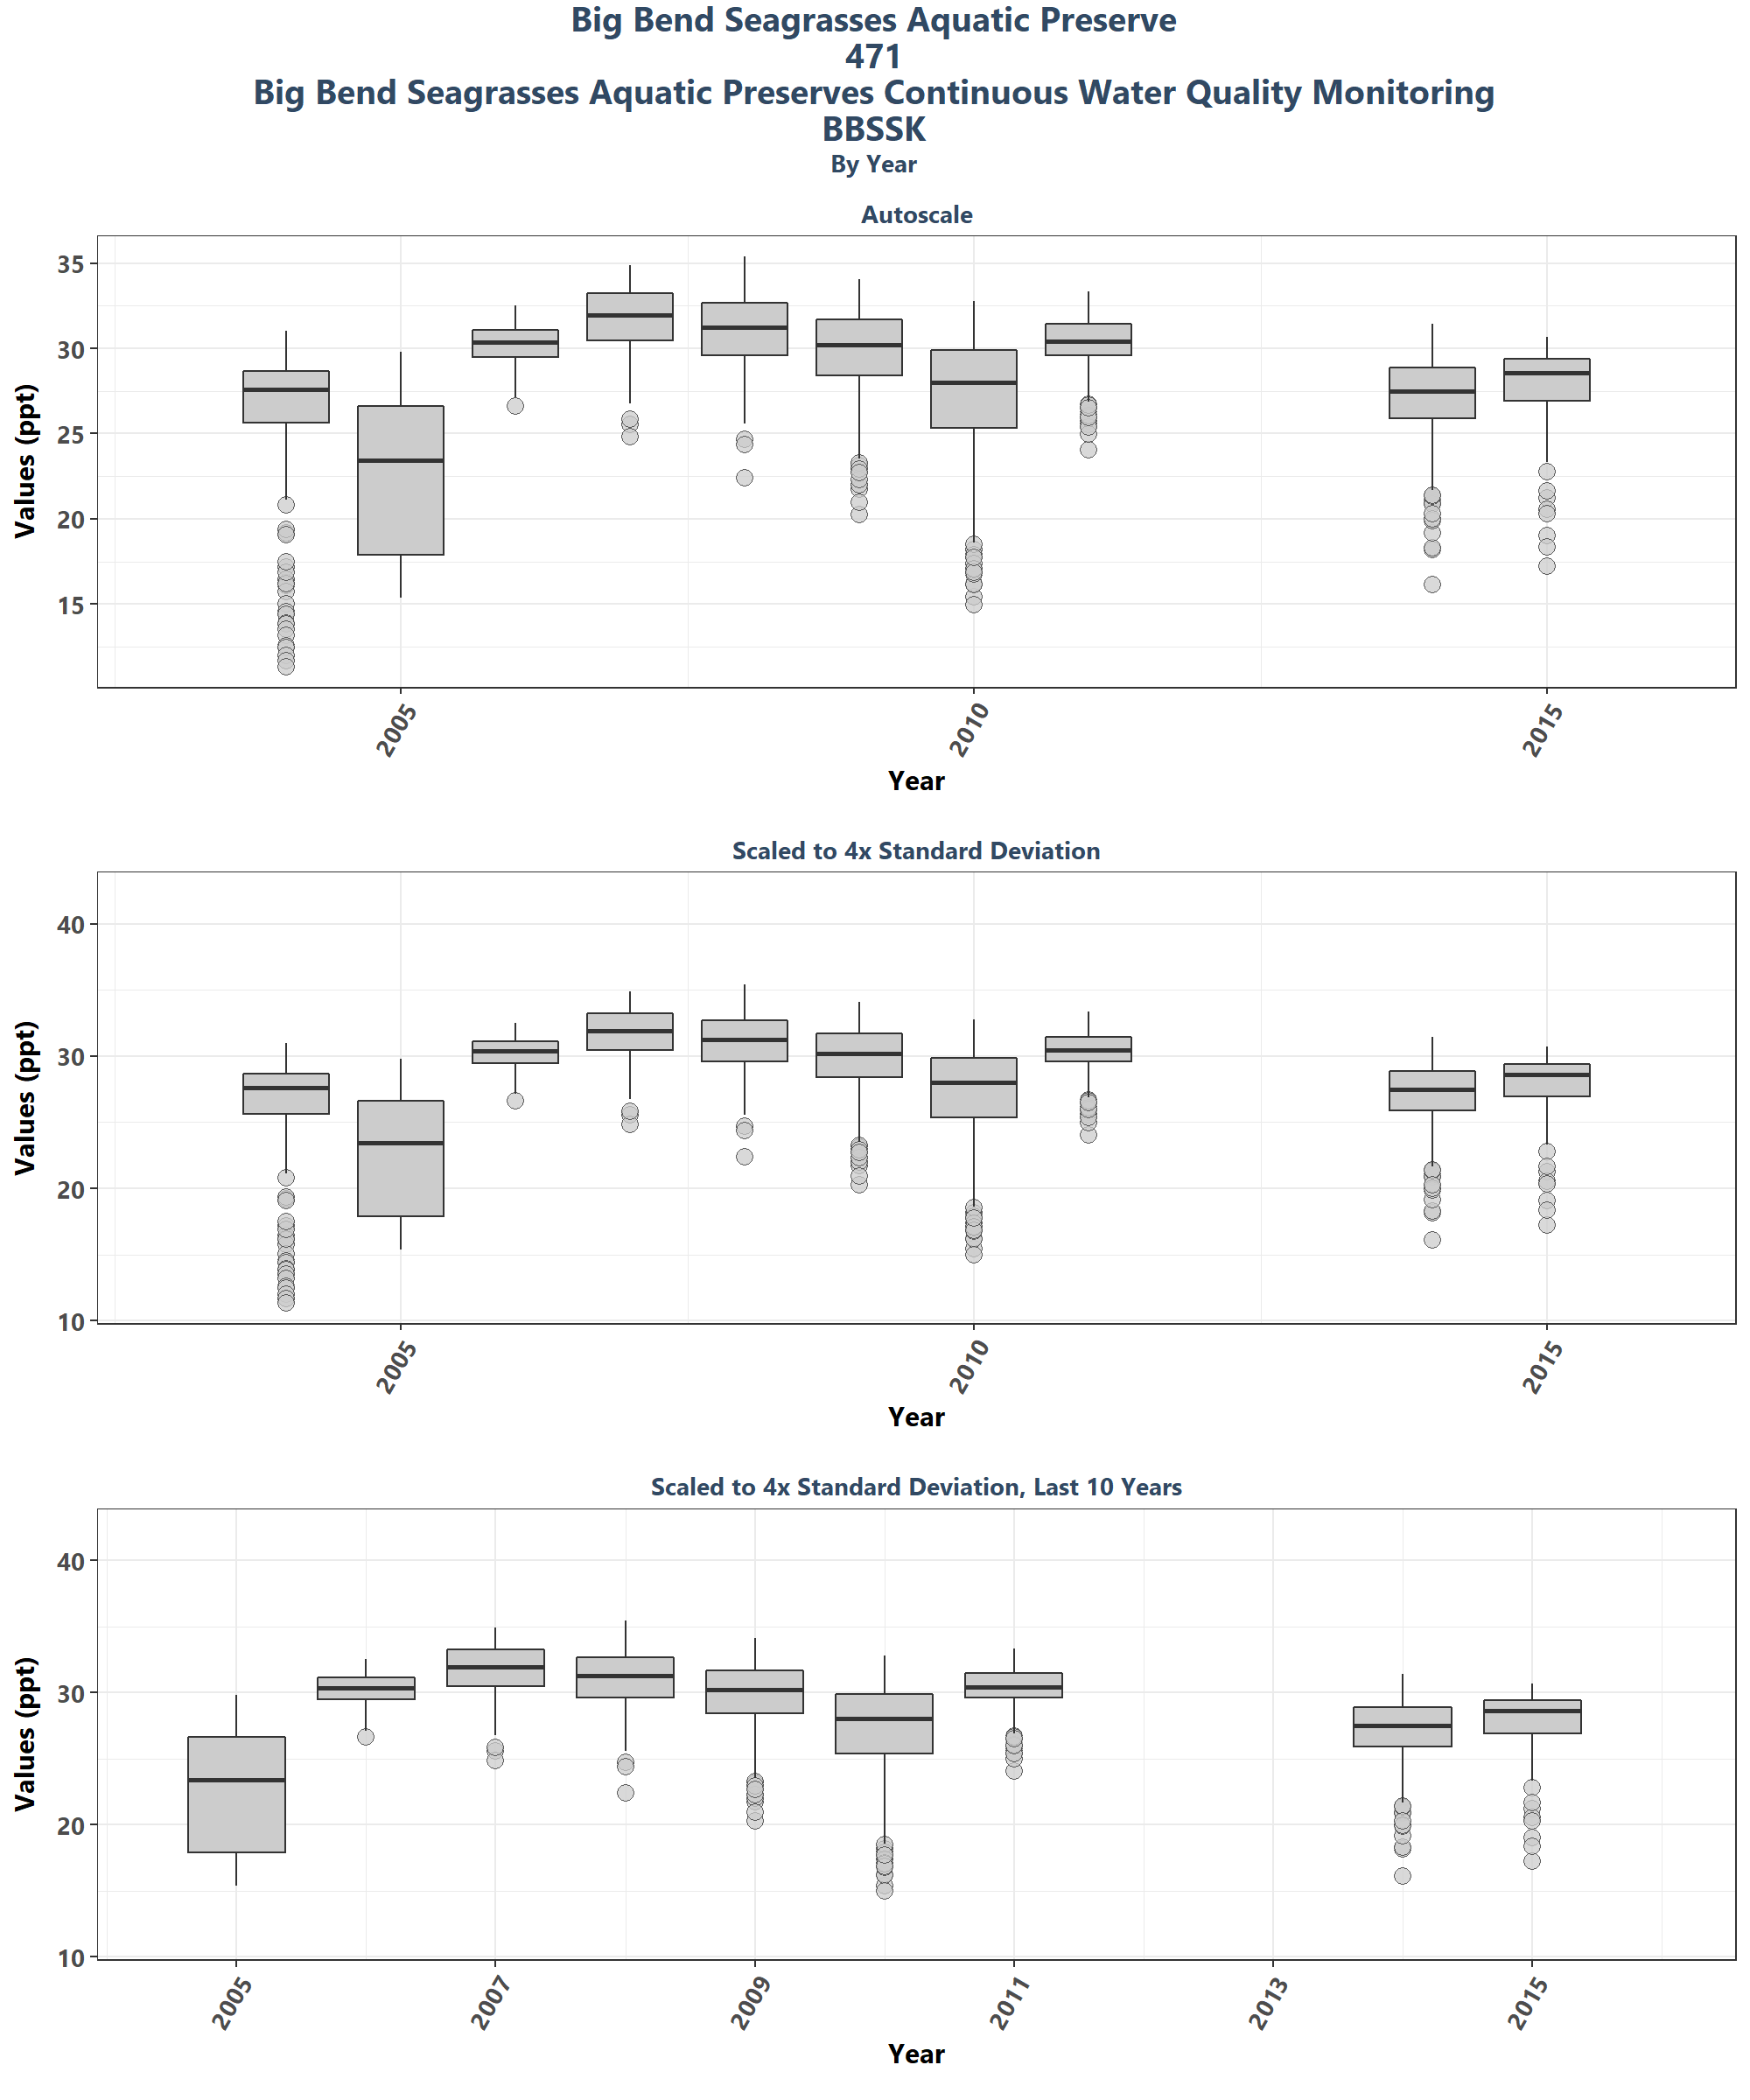 Big Bend Seagrasses Aquatic Preserve
471
Big Bend Seagrasses Aquatic Preserves Continuous Water Quality Monitoring
BBSSK
By Year
Autoscale
35
30
25
20
15
Values (ppt)
2005
2010
2015
Year
Scaled to 4x Standard Deviation
40
30
20
10
Values (ppt)
2005
2010
2015
Year
Scaled to 4x Standard Deviation, Last 10 Years
40
30
20
10
Values (ppt)
2005
2007
2009
2011
2013
2015
Year